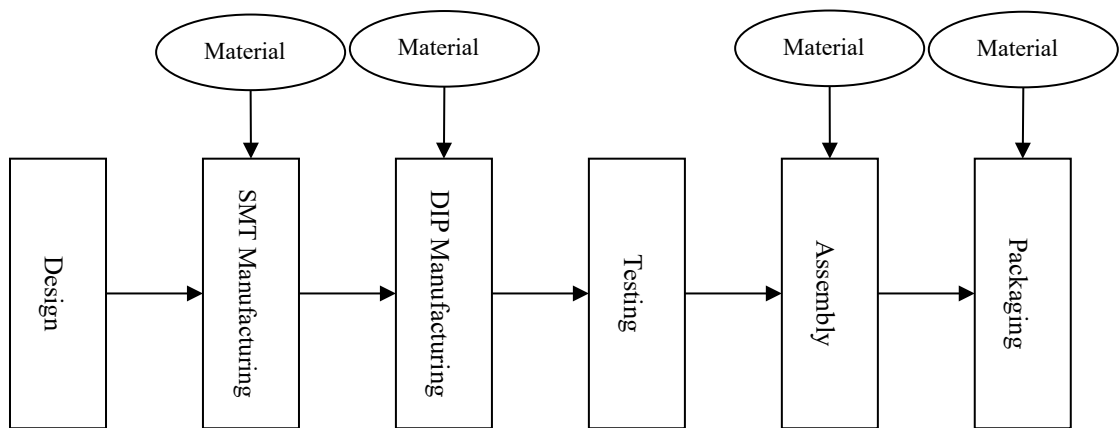 Material
Material
Material
Material
Design
SMT Manufacturing
DIP Manufacturing
Testing
Assembly
Packaging